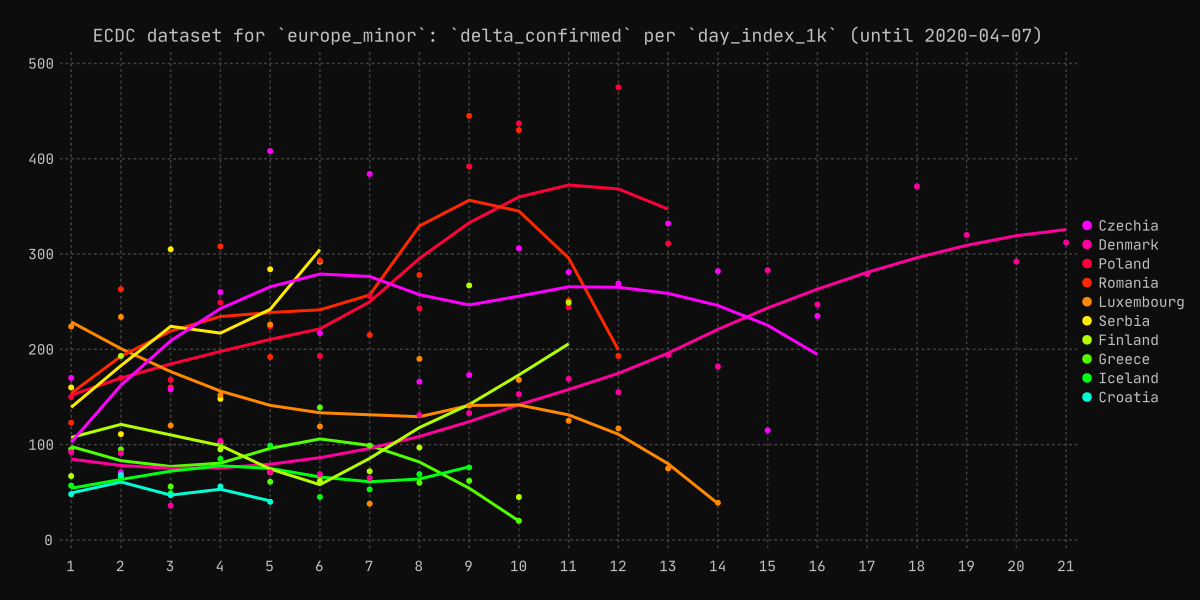 ECDC dataset for `europe_minor`: `delta_confirmed` per `day_index_1k` (until 2020-04-07)
500
400
300
200
100
0
1 2 3 4 5 6 7 8 9 10 11 12 13 14 15 16 17 18 19 20 21
Czechia
Denmark
Poland
Romania
Luxembourg
Serbia
Finland
Greece
Iceland
Croatia